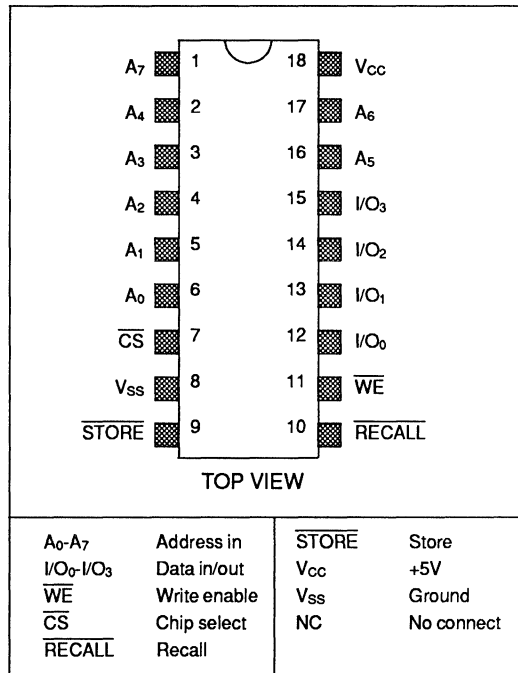 A7 1 18 VCC
A4 2 17 A6
A3 3 16 A5
A2 4 15 I/O3
A1 5 14 I/O2
A0 6 13 I/O1
CS 7 12 I/O0
VSS 8 11 WE
STORE 9 10 RECALL
TOP VIEW
A0-A7 Address in
I/O0-I/O3 Data in/out
WE Write enable
CS Chip select
RECALL Recall
STORE Store
VCC +5V
VSS Ground
NC No connect